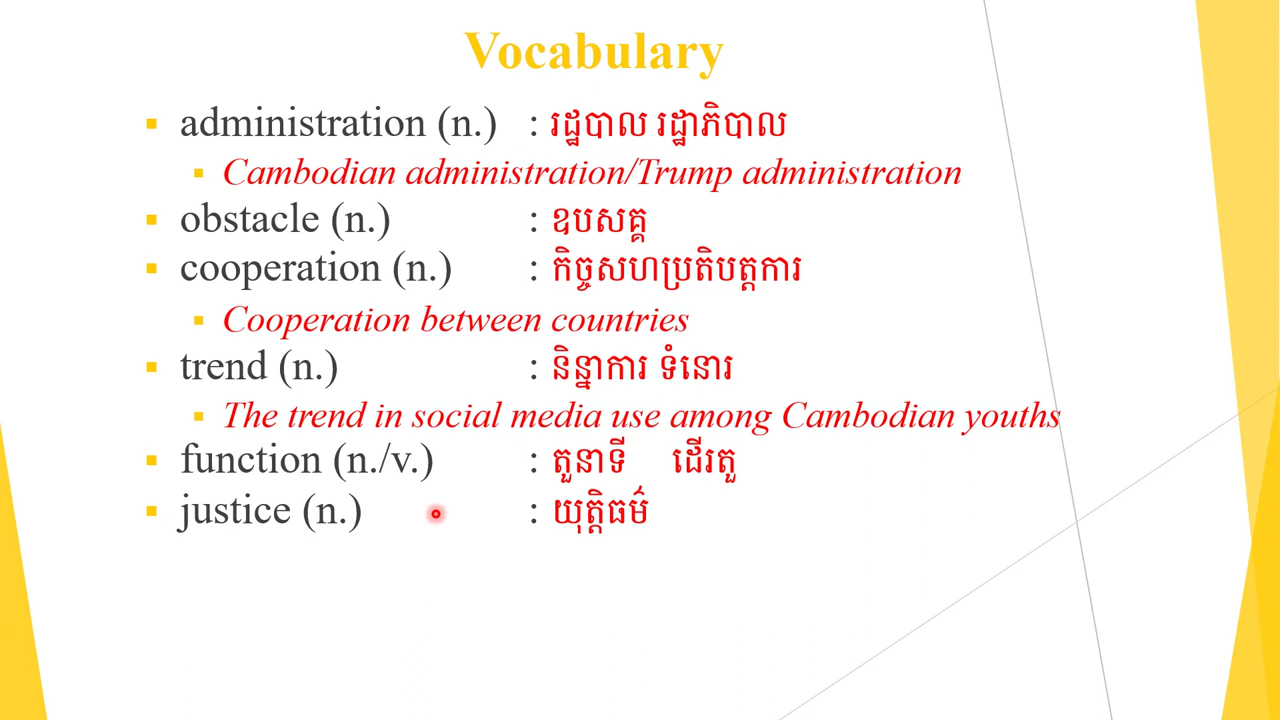 Vocabulary
administration (n.) : រដ្ឋបាល រដ្ឋាភិបាល
Cambodian administration/Trump administration
obstacle (n.) : ឧបសគ្គ
cooperation (n.) : កិច្ចសហប្រតិបត្តការ
Cooperation between countries
trend (n.) : និន្នាការ ទំនោរ
The trend in social media use among Cambodian youths
function (n./v.) : តួនាទី ដើរតួ
justice (n.) : យុត្តិធម៌